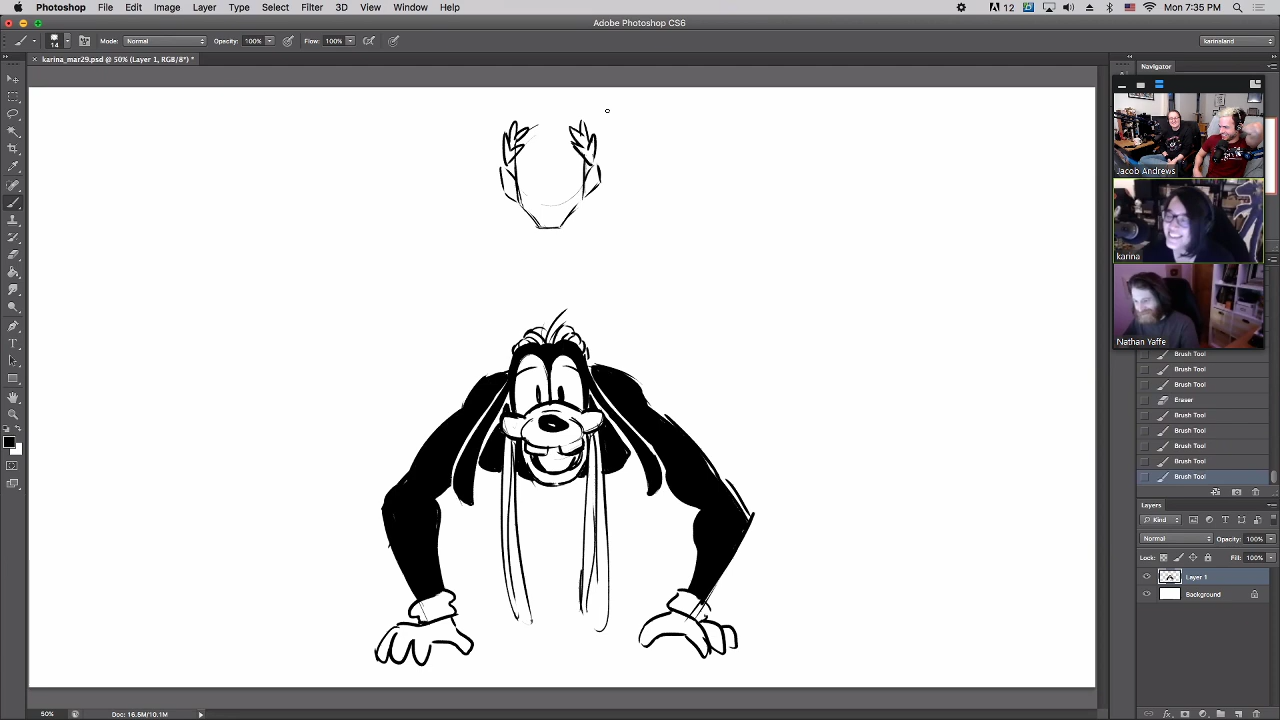 Photoshop File Edit Image Layer Type Select Filter 3D View Window Help 12 Mon 7:35 PM
Adobe Photoshop CS6
14 Mode: Normal Opacity: 100% Flow: 100% karinaland
× karina_mar29.psd @ 50% (Layer 1, RGB/8*) *
Navigator
Jacob Andrews
karina
Nathan Yaffe
Brush Tool
Brush Tool
Brush Tool
Eraser
Brush Tool
Brush Tool
Brush Tool
Brush Tool
Brush Tool
Layers
Kind
Normal Opacity: 100%
Lock: Fill: 100%
Layer 1
Background
50% Doc: 16.5M/10.1M